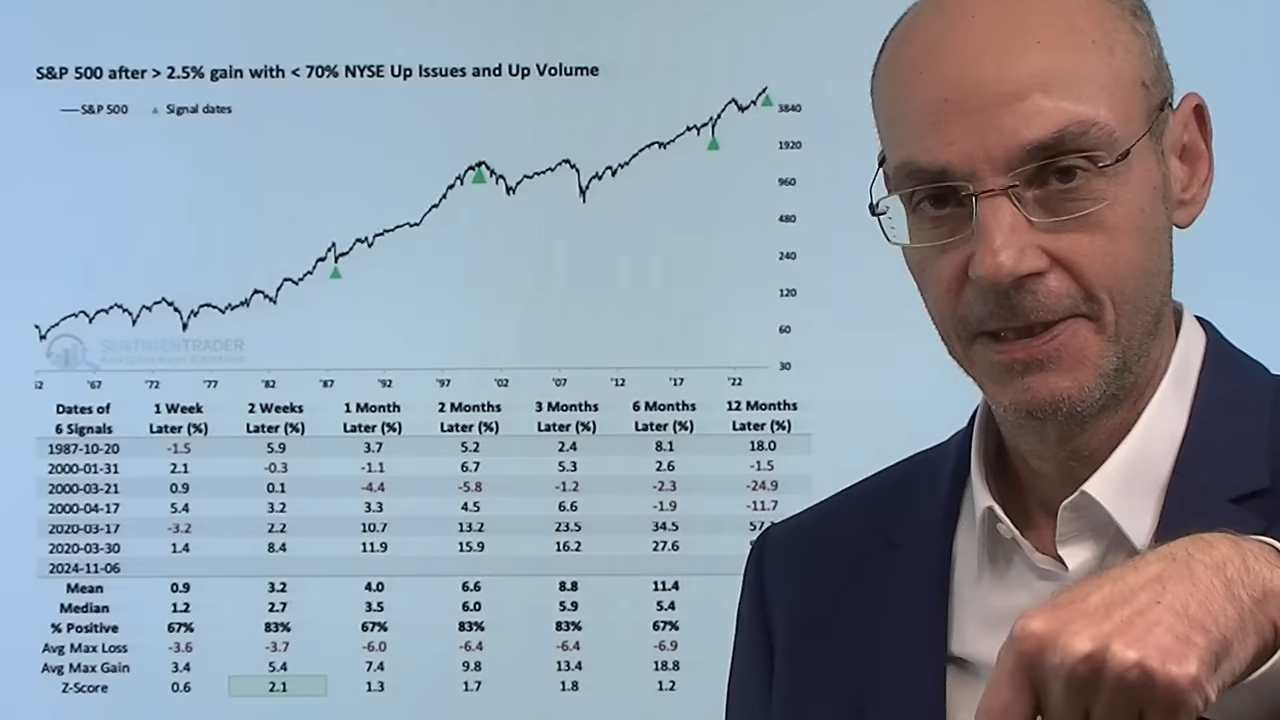 S&P 500 after > 2.5% gain with < 70% NYSE Up Issues and Up Volume
S&P 500 Signal dates
3840
1920
960
480
240
120
60
30
SENTIMENTRADER
'67 '72 '77 '82 '87 '92 '97 '02 '07 '12 '17 '22
Dates of 1 Week 2 Weeks 1 Month 2 Months 3 Months 6 Months 12 Months
6 Signals Later (%) Later (%) Later (%) Later (%) Later (%) Later (%) Later (%)
1987-10-20 -1.5 5.9 3.7 5.2 2.4 8.1 18.0
2000-01-31 2.1 -0.3 -1.1 6.7 5.3 2.6 -1.5
2000-03-21 0.9 0.1 -4.4 -5.8 -1.2 -2.3 -24.9
2000-04-17 5.4 3.2 3.3 4.5 6.6 -1.9 -11.7
2020-03-17 -3.2 2.2 10.7 13.2 23.5 34.5 57.
2020-03-30 1.4 8.4 11.9 15.9 16.2 27.6
2024-11-06
Mean 0.9 3.2 4.0 6.6 8.8 11.4
Median 1.2 2.7 3.5 6.0 5.9 5.4
% Positive 67% 83% 67% 83% 83% 67%
Avg Max Loss -3.6 -3.7 -6.0 -6.4 -6.4 -6.9
Avg Max Gain 3.4 5.4 7.4 9.8 13.4 18.8
Z-Score 0.6 2.1 1.3 1.7 1.8 1.2